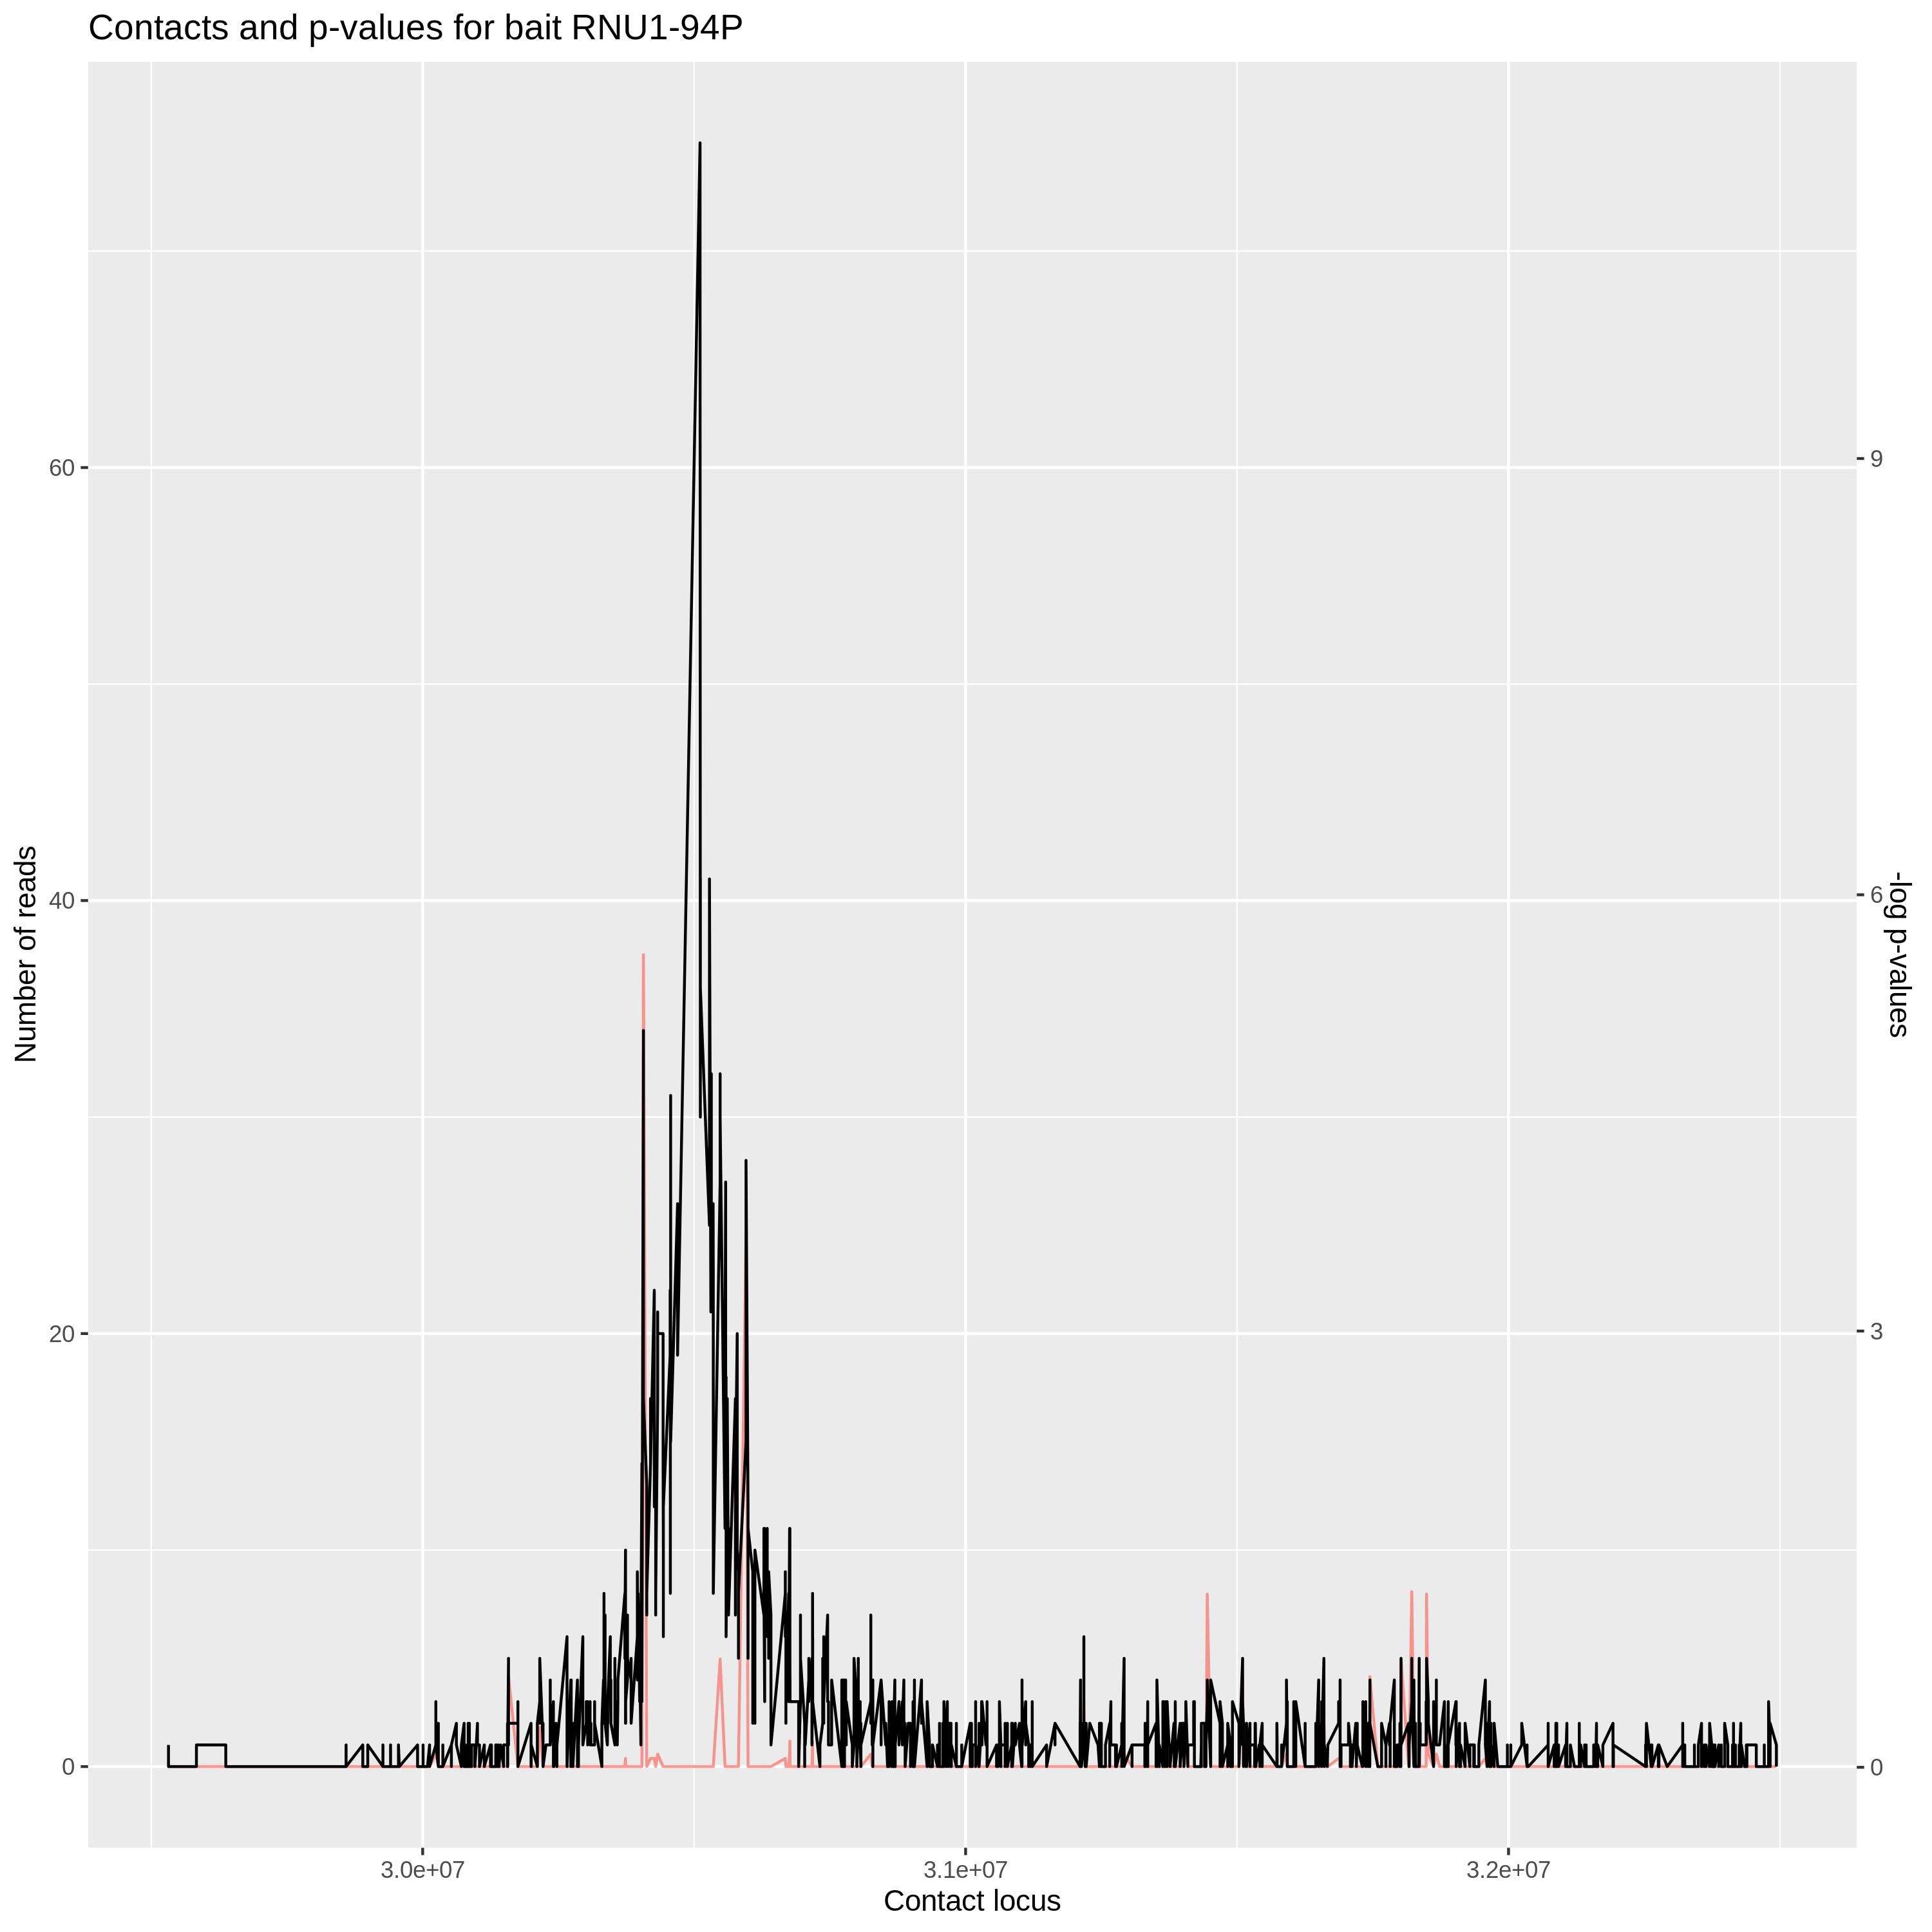 Contacts and p-values for bait RNU1-94P
Number of reads
60
40
20
0
9
6
3
0
-log p-values
3.0e+07
3.1e+07
3.2e+07
Contact locus